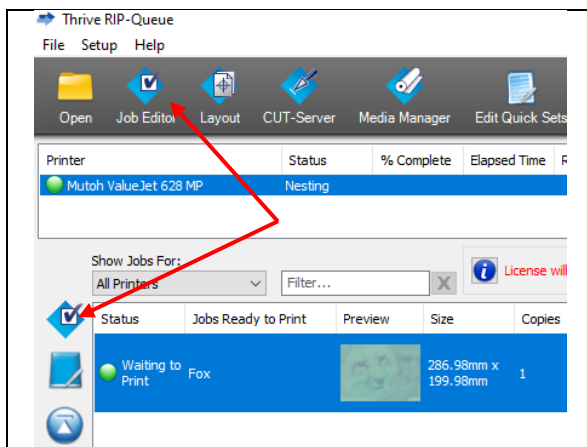 Thrive RIP-Queue
File Setup Help
Open Job Editor Layout CUT-Server Media Manager Edit Quick Sets
Printer Status % Complete Elapsed Time R
Mutoh ValueJet 628 MP Nesting
Show Jobs For:
All Printers Filter... X License will
Status Jobs Ready to Print Preview Size Copies
Waiting to Print Fox 286.98mm x 199.98mm 1